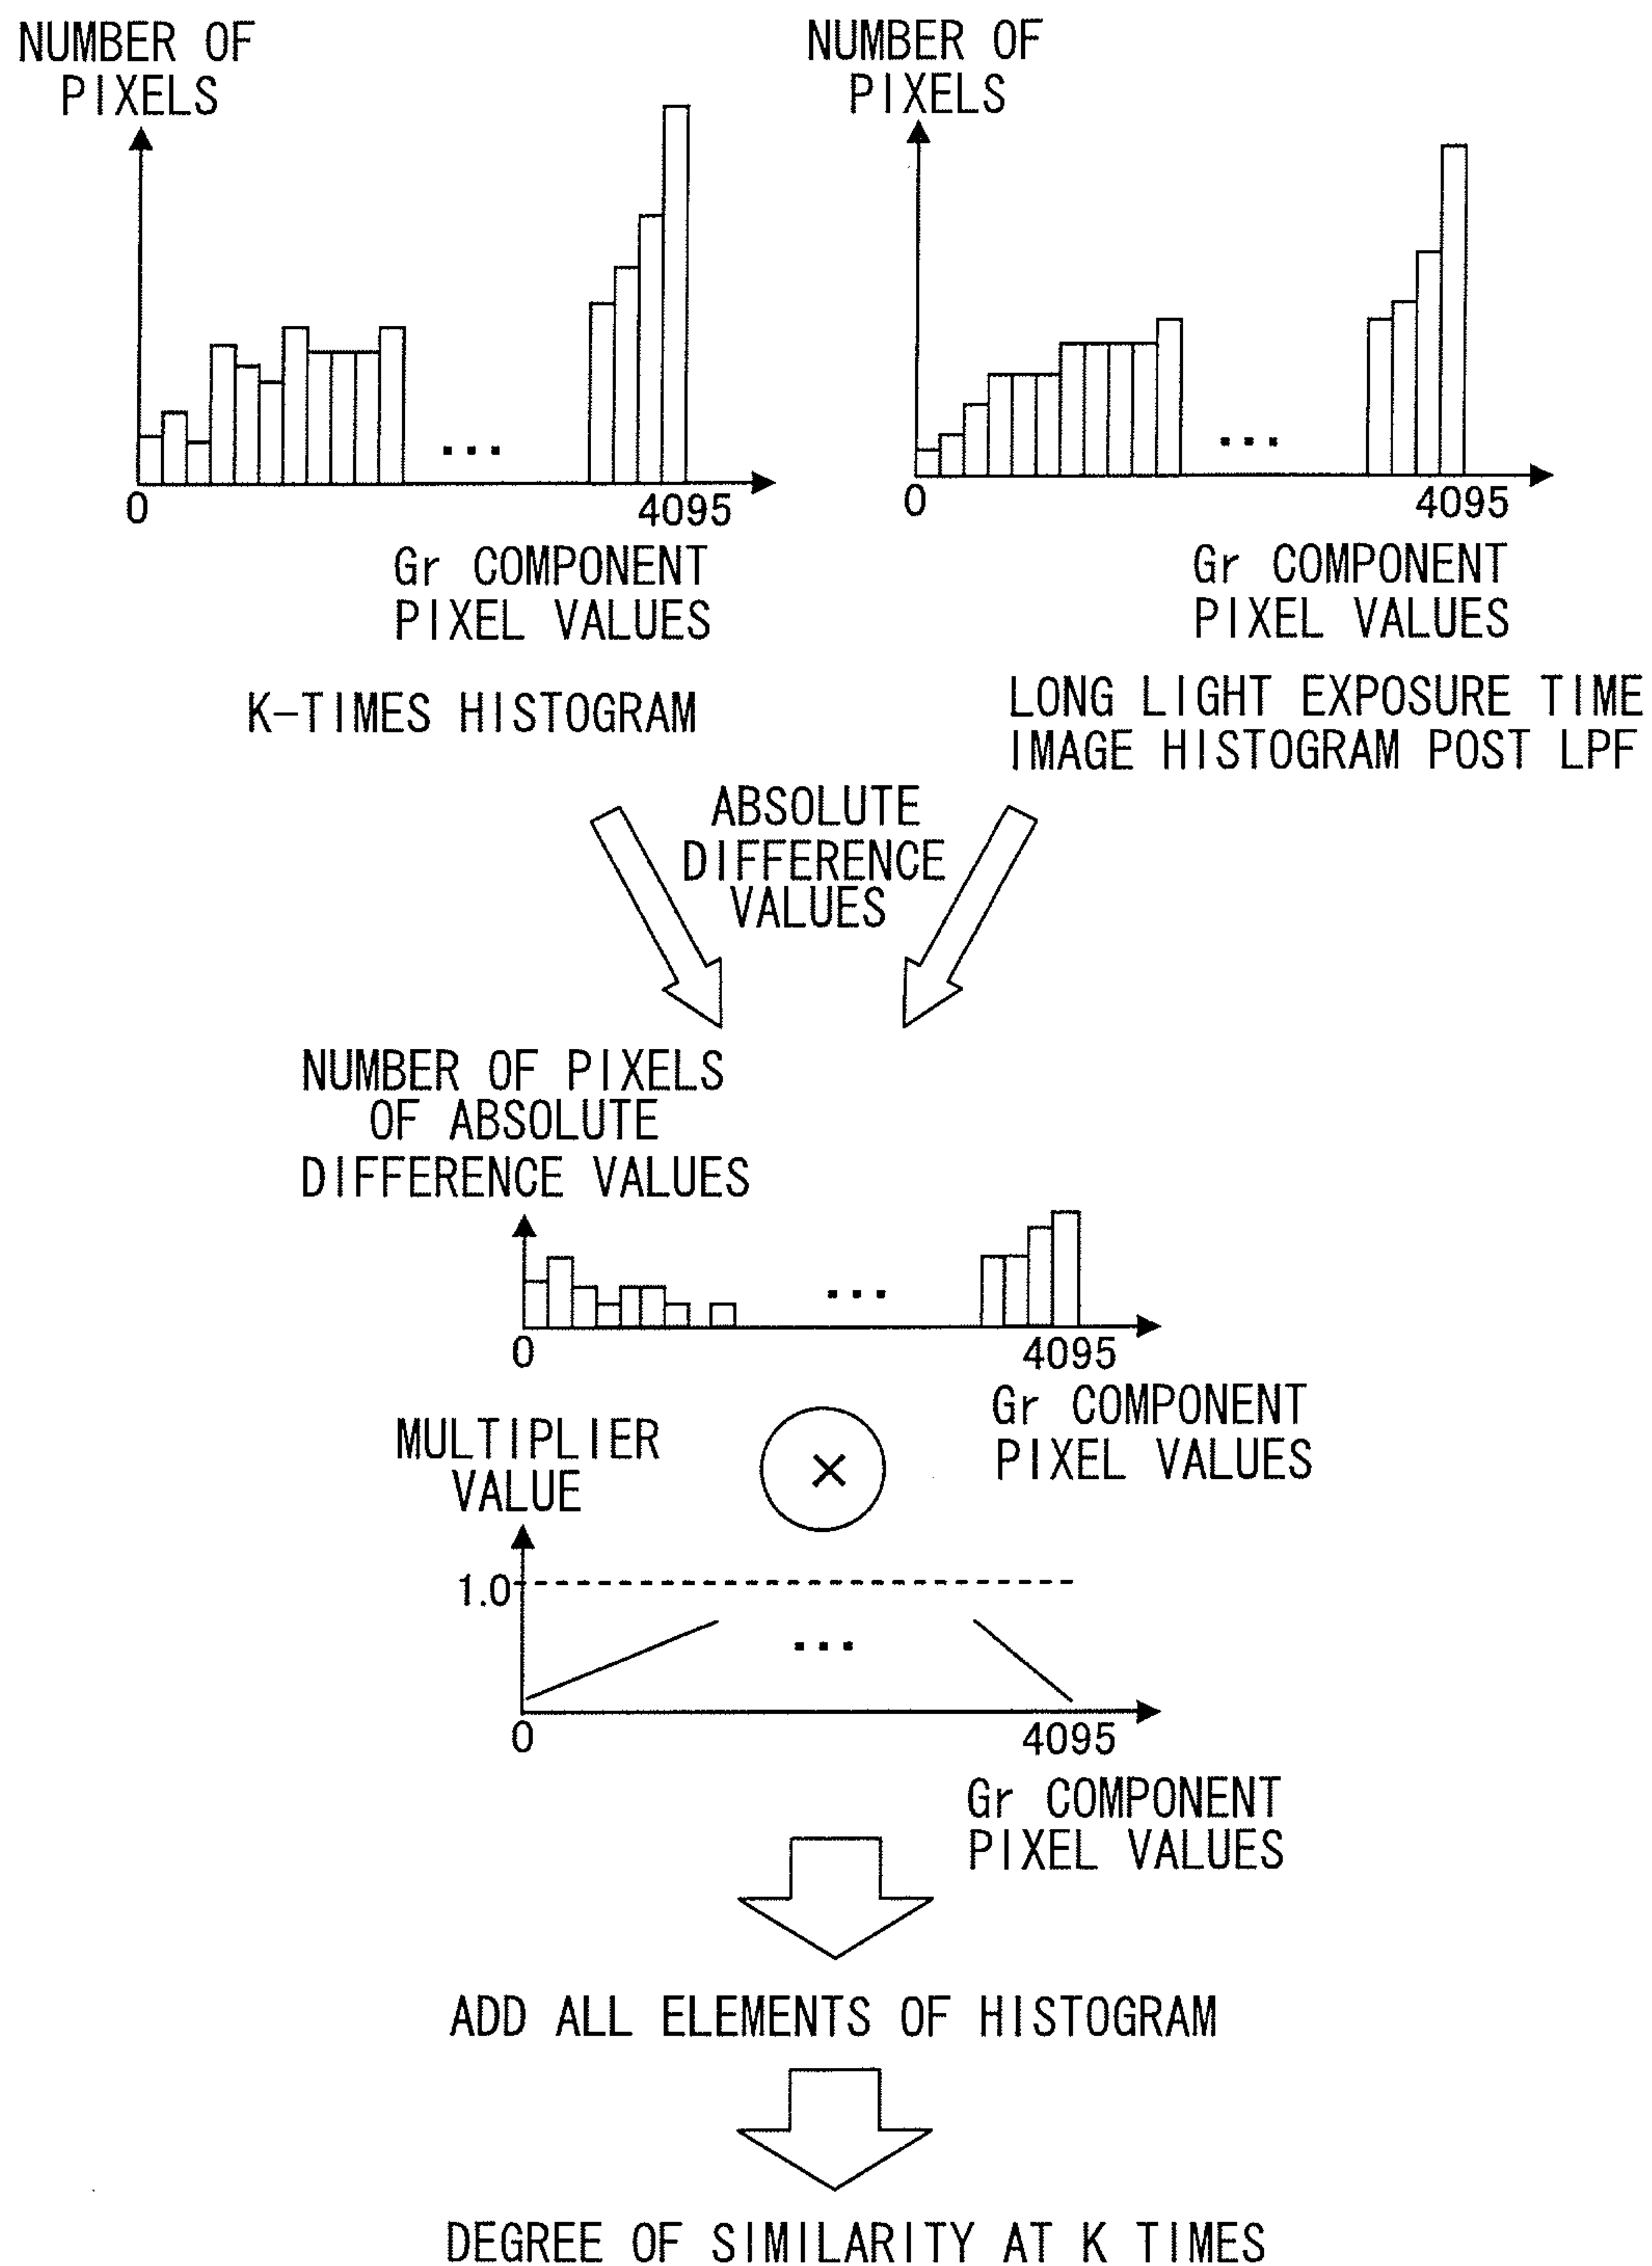 NUMBER OF
PIXELS
0
4095
Gr COMPONENT
PIXEL VALUES
K-TIMES HISTOGRAM
NUMBER OF
PIXELS
0
4095
Gr COMPONENT
PIXEL VALUES
LONG LIGHT EXPOSURE TIME
IMAGE HISTOGRAM POST LPF
ABSOLUTE
DIFFERENCE
VALUES
NUMBER OF PIXELS
OF ABSOLUTE
DIFFERENCE VALUES
...
0
4095
Gr COMPONENT
PIXEL VALUES
×
MULTIPLIER
VALUE
1.0
...
0
4095
Gr COMPONENT
PIXEL VALUES
ADD ALL ELEMENTS OF HISTOGRAM
DEGREE OF SIMILARITY AT K TIMES